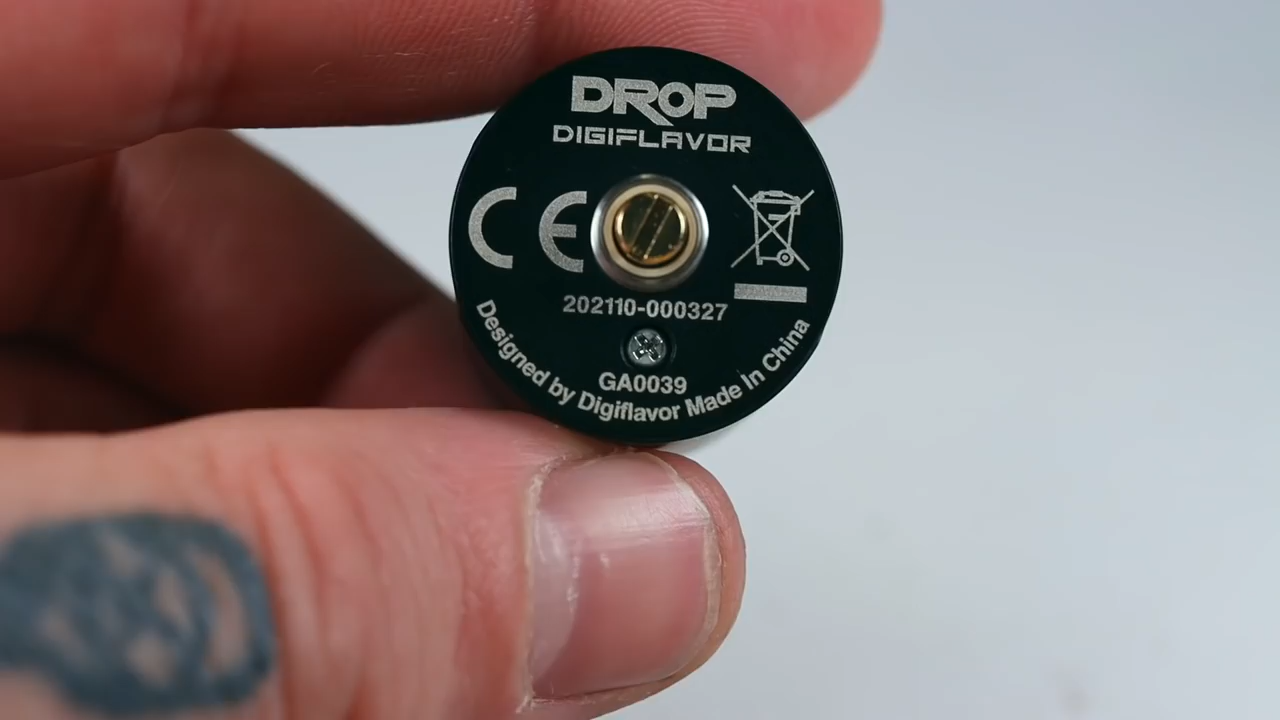 DROP
DIGIFLAVOR
CE
202110-000327
GA0039
Designed by Digiflavor Made In China